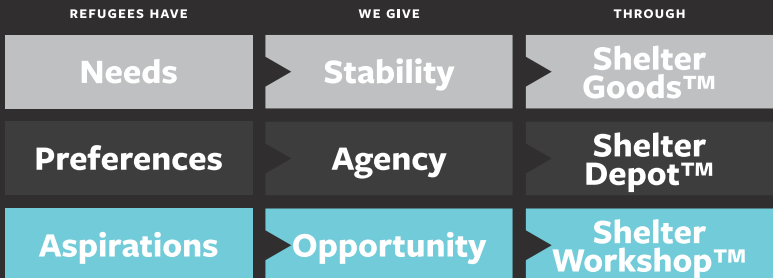 REFUGEES HAVE WE GIVE THROUGH
Needs Stability Shelter
Goods™
Preferences Agency Shelter
Depot™
Aspirations Opportunity Shelter
Workshop™